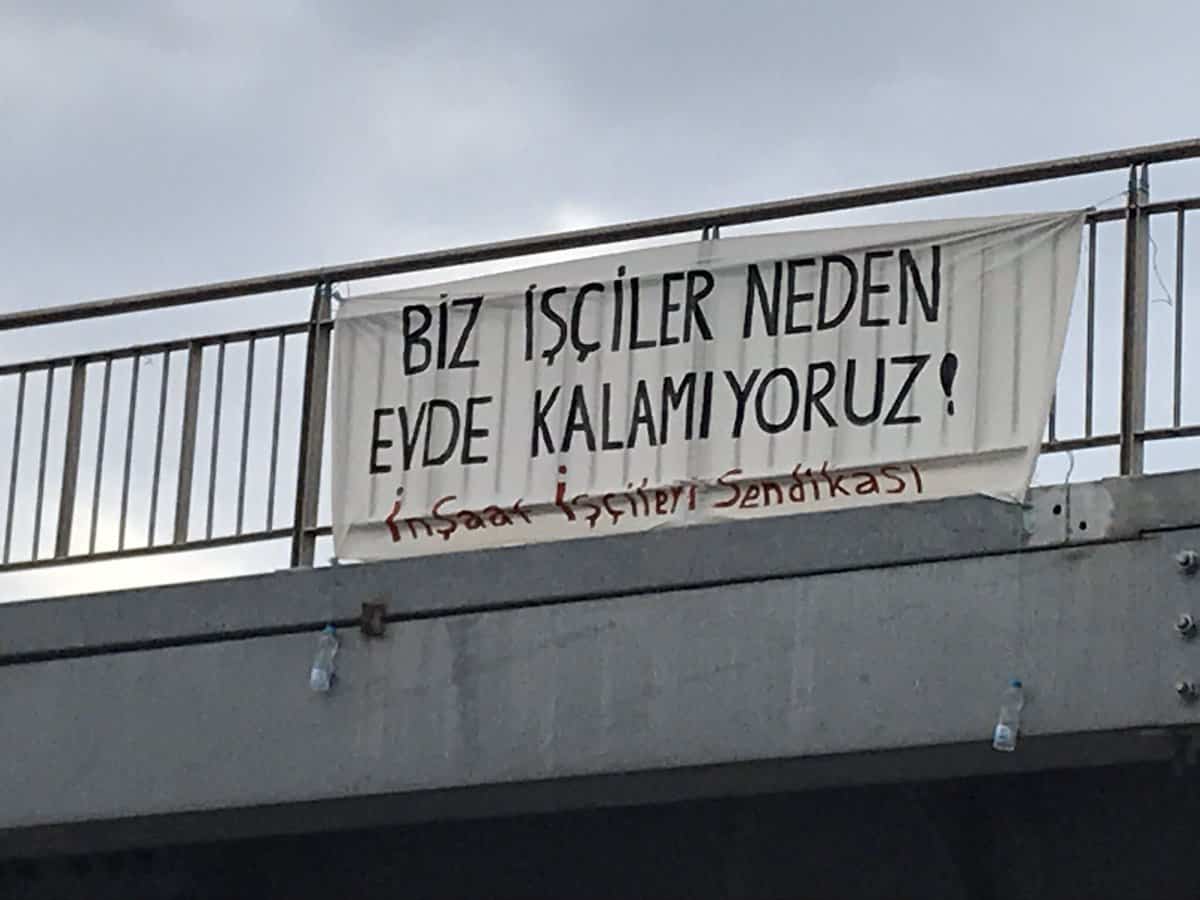 BİZ İŞÇİLER NEDEN
EVDE KALAMIYORUZ!
İnşaat İşçileri Sendikası